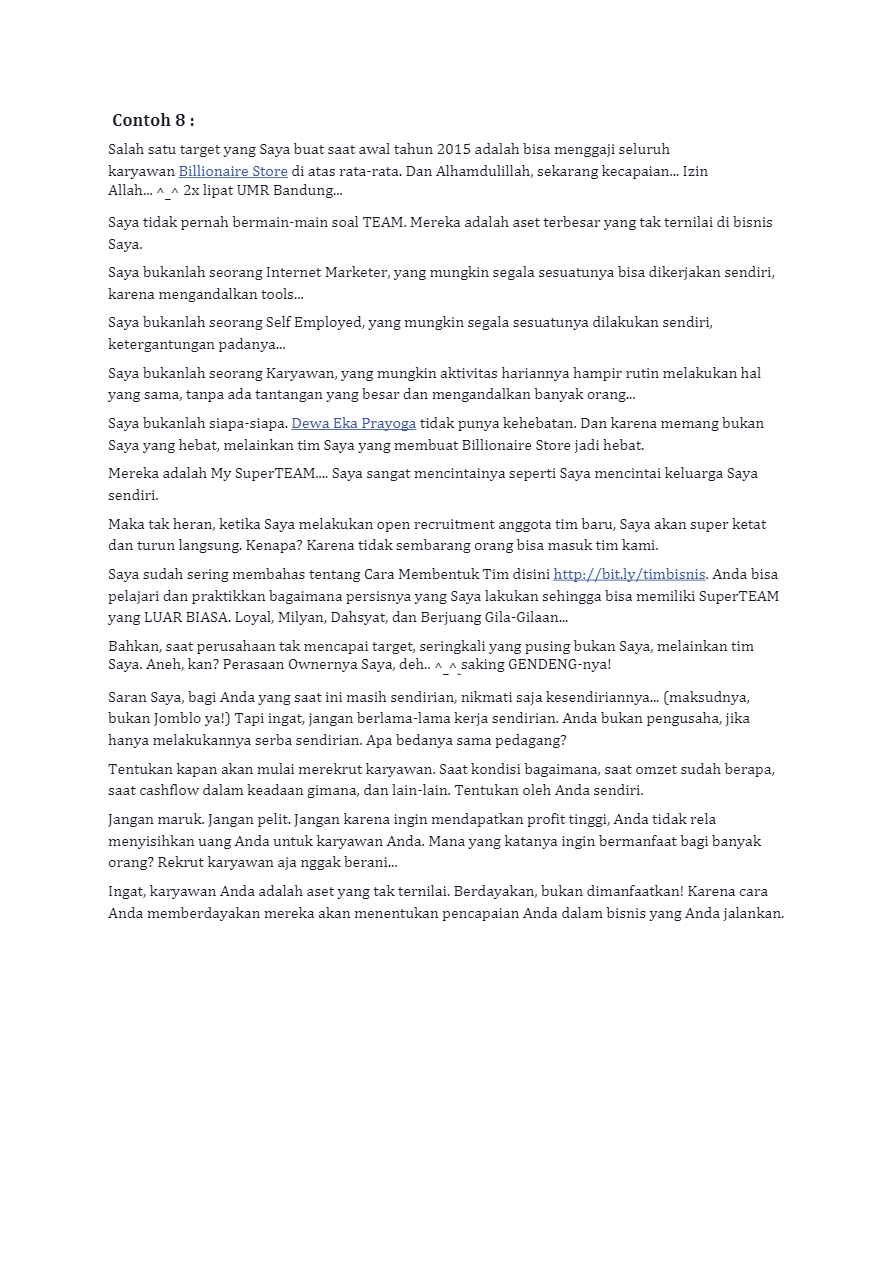 Contoh 8 :
Salah satu target yang Saya buat saat awal tahun 2015 adalah bisa menggaji seluruh
karyawan Billionaire Store di atas rata-rata. Dan Alhamdulillah, sekarang kecapaian... Izin
Allah... ^_^ 2x lipat UMR Bandung...
Saya tidak pernah bermain-main soal TEAM. Mereka adalah aset terbesar yang tak ternilai di bisnis
Saya.
Saya bukanlah seorang Internet Marketer, yang mungkin segala sesuatunya bisa dikerjakan sendiri,
karena mengandalkan tools...
Saya bukanlah seorang Self Employed, yang mungkin segala sesuatunya dilakukan sendiri,
ketergantungan padanya...
Saya bukanlah seorang Karyawan, yang mungkin aktivitas hariannya hampir rutin melakukan hal
yang sama, tanpa ada tantangan yang besar dan mengandalkan banyak orang...
Saya bukanlah siapa-siapa. Dewa Eka Prayoga tidak punya kehebatan. Dan karena memang bukan
Saya yang hebat, melainkan tim Saya yang membuat Billionaire Store jadi hebat.
Mereka adalah My SuperTEAM.... Saya sangat mencintainya seperti Saya mencintai keluarga Saya
sendiri.
Maka tak heran, ketika Saya melakukan open recruitment anggota tim baru, Saya akan super ketat
dan turun langsung. Kenapa? Karena tidak sembarang orang bisa masuk tim kami.
Saya sudah sering membahas tentang Cara Membentuk Tim disini http://bit.ly/timbisnis. Anda bisa
pelajari dan praktikkan bagaimana persisnya yang Saya lakukan sehingga bisa memiliki SuperTEAM
yang LUAR BIASA. Loyal, Milyan, Dahsyat, dan Berjuang Gila-Gilaan...
Bahkan, saat perusahaan tak mencapai target, seringkali yang pusing bukan Saya, melainkan tim
Saya. Aneh, kan? Perasaan Ownernya Saya, deh.. ^_^ saking GENDENG-nya!
Saran Saya, bagi Anda yang saat ini masih sendirian, nikmati saja kesendiriannya... (maksudnya,
bukan Jomblo ya!) Tapi ingat, jangan berlama-lama kerja sendirian. Anda bukan pengusaha, jika
hanya melakukannya serba sendirian. Apa bedanya sama pedagang?
Tentukan kapan akan mulai merekrut karyawan. Saat kondisi bagaimana, saat omzet sudah berapa,
saat cashflow dalam keadaan gimana, dan lain-lain. Tentukan oleh Anda sendiri.
Jangan maruk. Jangan pelit. Jangan karena ingin mendapatkan profit tinggi, Anda tidak rela
menyisihkan uang Anda untuk karyawan Anda. Mana yang katanya ingin bermanfaat bagi banyak
orang? Rekrut karyawan aja nggak berani...
Ingat, karyawan Anda adalah aset yang tak ternilai. Berdayakan, bukan dimanfaatkan! Karena cara
Anda memberdayakan mereka akan menentukan pencapaian Anda dalam bisnis yang Anda jalankan.